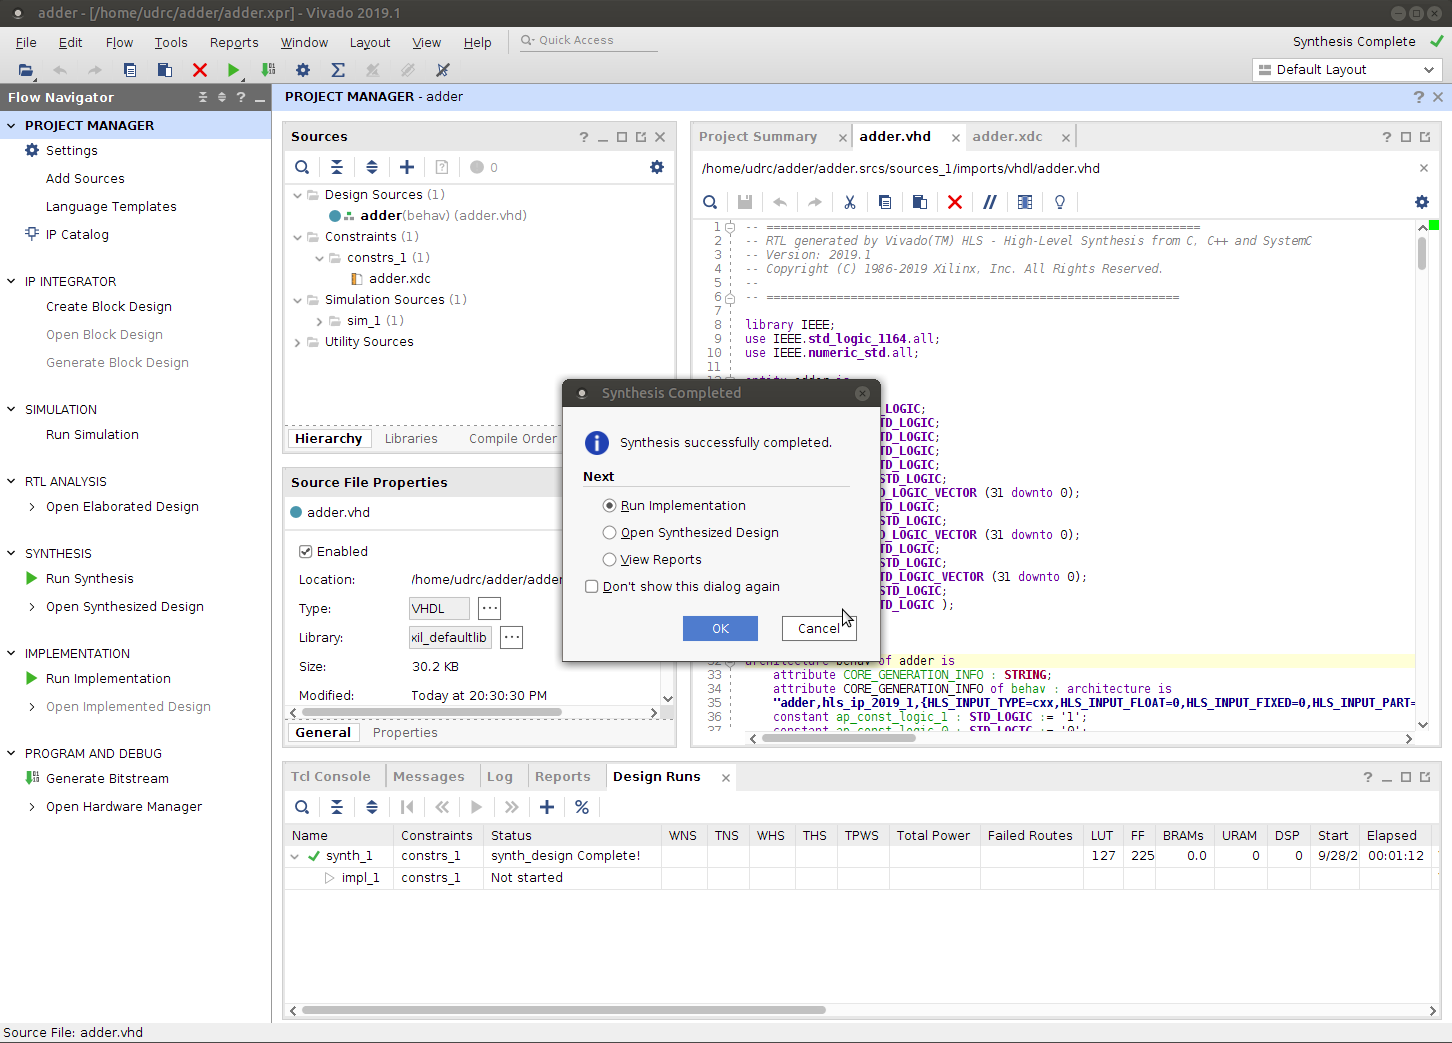 adder - [/home/udrc/adder/adder.xpr] - Vivado 2019.1
File Edit Flow Tools Reports Window Layout View Help Quick Access
Synthesis Complete
Default Layout
Flow Navigator
PROJECT MANAGER
Settings
Add Sources
Language Templates
IP Catalog
IP INTEGRATOR
Create Block Design
Open Block Design
Generate Block Design
SIMULATION
Run Simulation
RTL ANALYSIS
Open Elaborated Design
SYNTHESIS
Run Synthesis
Open Synthesized Design
IMPLEMENTATION
Run Implementation
Open Implemented Design
PROGRAM AND DEBUG
Generate Bitstream
Open Hardware Manager
PROJECT MANAGER - adder
Sources
0
Design Sources (1)
adder(behav) (adder.vhd)
Constraints (1)
constrs_1 (1)
adder.xdc
Simulation Sources (1)
sim_1 (1)
Utility Sources
Hierarchy Libraries Compile Order
Source File Properties
adder.vhd
Enabled
Location: /home/udrc/adder/adder
Type: VHDL
Library: xil_defaultlib
Size: 30.2 KB
Modified: Today at 20:30:30 PM
General Properties
Project Summary adder.vhd adder.xdc
/home/udrc/adder/adder.srcs/sources_1/imports/vhdl/adder.vhd
1 -- ==============================================================
2 -- RTL generated by Vivado(TM) HLS - High-Level Synthesis from C, C++ and SystemC
3 -- Version: 2019.1
4 -- Copyright (C) 1986-2019 Xilinx, Inc. All Rights Reserved.
5 --
6 -- ===========================================================
7
8 library IEEE;
9 use IEEE.std_logic_1164.all;
10 use IEEE.numeric_std.all;
11
12 entity adder is
_LOGIC;
TD_LOGIC;
TD_LOGIC;
TD_LOGIC;
TD_LOGIC;
STD_LOGIC;
D_LOGIC_VECTOR (31 downto 0);
TD_LOGIC;
STD_LOGIC;
D_LOGIC_VECTOR (31 downto 0);
TD_LOGIC;
STD_LOGIC;
TD_LOGIC_VECTOR (31 downto 0);
STD_LOGIC;
TD_LOGIC );
32 architecture behav of adder is
33 attribute CORE_GENERATION_INFO : STRING;
34 attribute CORE_GENERATION_INFO of behav : architecture is
35 "adder,hls_ip_2019_1,{HLS_INPUT_TYPE=cxx,HLS_INPUT_FLOAT=0,HLS_INPUT_FIXED=0,HLS_INPUT_PART=
36 constant ap_const_logic_1 : STD_LOGIC := '1';
37 constant ap_const_logic_0 : STD_LOGIC := '0';
Synthesis Completed
Synthesis successfully completed.
Next
Run Implementation
Open Synthesized Design
View Reports
Don't show this dialog again
OK Cancel
Tcl Console Messages Log Reports Design Runs
Name Constraints Status WNS TNS WHS THS TPWS Total Power Failed Routes LUT FF BRAMs URAM DSP Start Elapsed
synth_1 constrs_1 synth_design Complete! 127 225 0.0 0 0 9/28/2 00:01:12
impl_1 constrs_1 Not started
Source File: adder.vhd